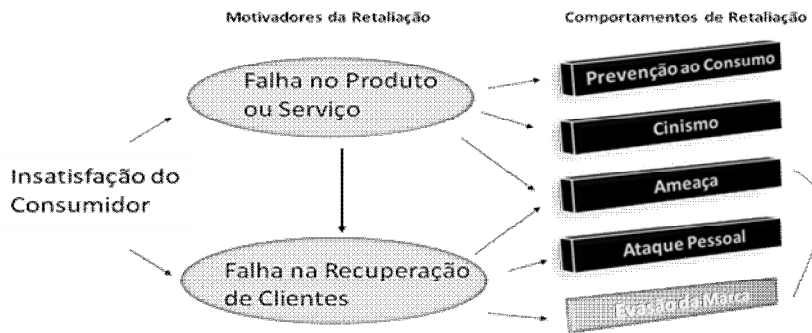 Motivadores da Retaliação
Comportamentos de Retaliação
Falha no Produto
ou Serviço
Insatisfação do
Consumidor
Falha na Recuperação
de Clientes
Prevenção ao Consumo
Cinismo
Ameaça
Ataque Pessoal
Evasão da Marca